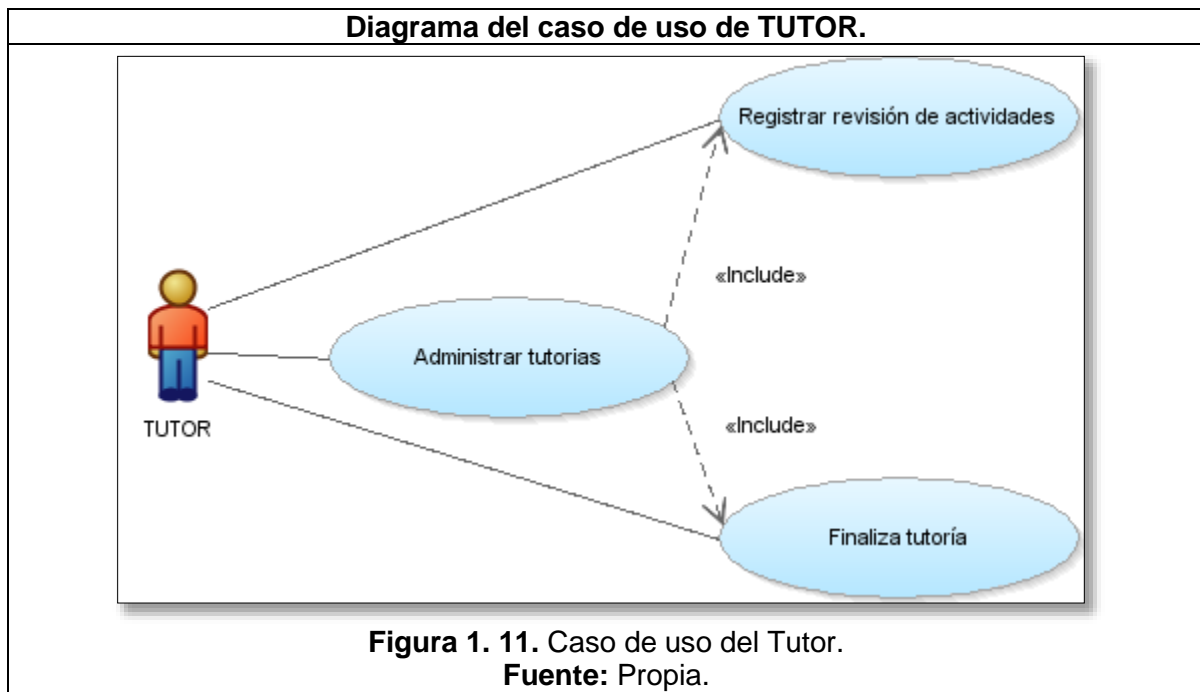 Diagrama del caso de uso de TUTOR.
Registrar revisión de actividades
«Include»
Administrar tutorias
TUTOR
«Include»
Finaliza tutoría
Figura 1. 11. Caso de uso del Tutor.
Fuente: Propia.